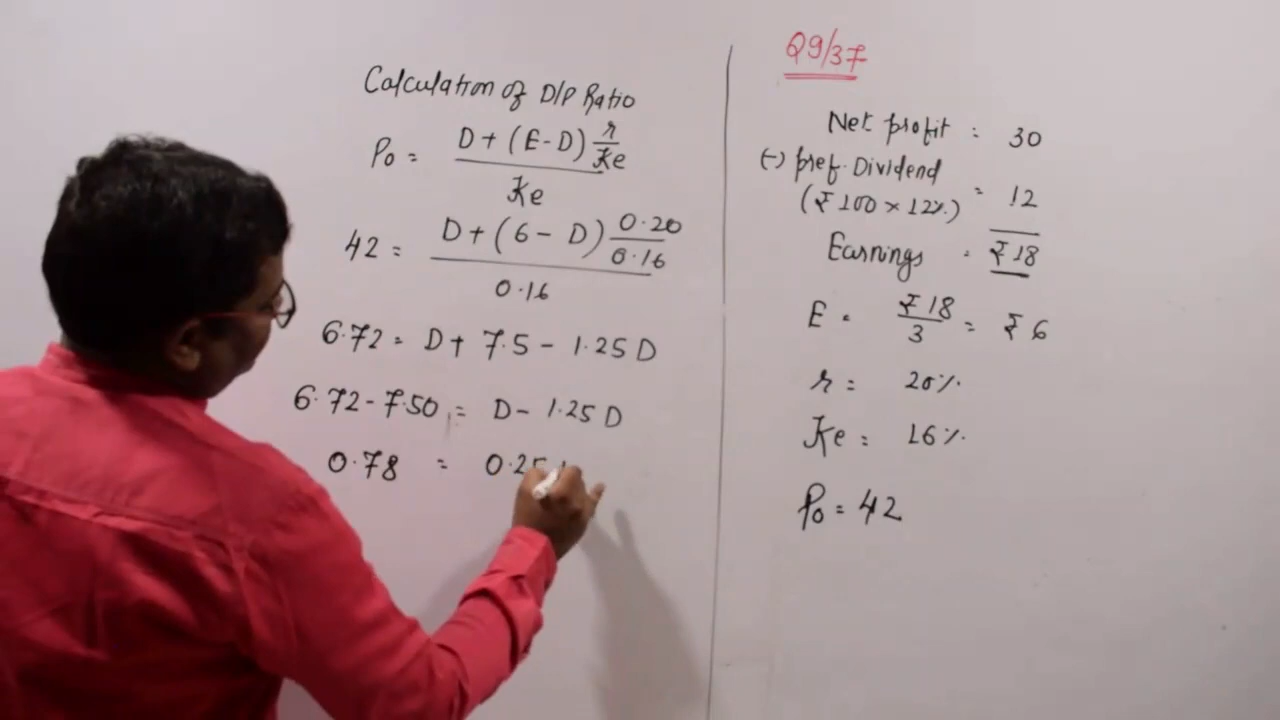 Calculation of D/P Ratio
P0 = D + (E - D) r/Ke
Ke
42 = D + (6 - D) 0.20/0.16
0.16
6.72 = D + 7.5 - 1.25 D
6.72 - 7.50 = D - 1.25 D
0.78 = 0.25
Q9/37
Net profit : 30
(-) pref. Dividend
(₹100 × 12%) = 12
Earnings = ₹18
E = ₹18/3 = ₹6
r = 20%
Ke = 16%
P0 = 42